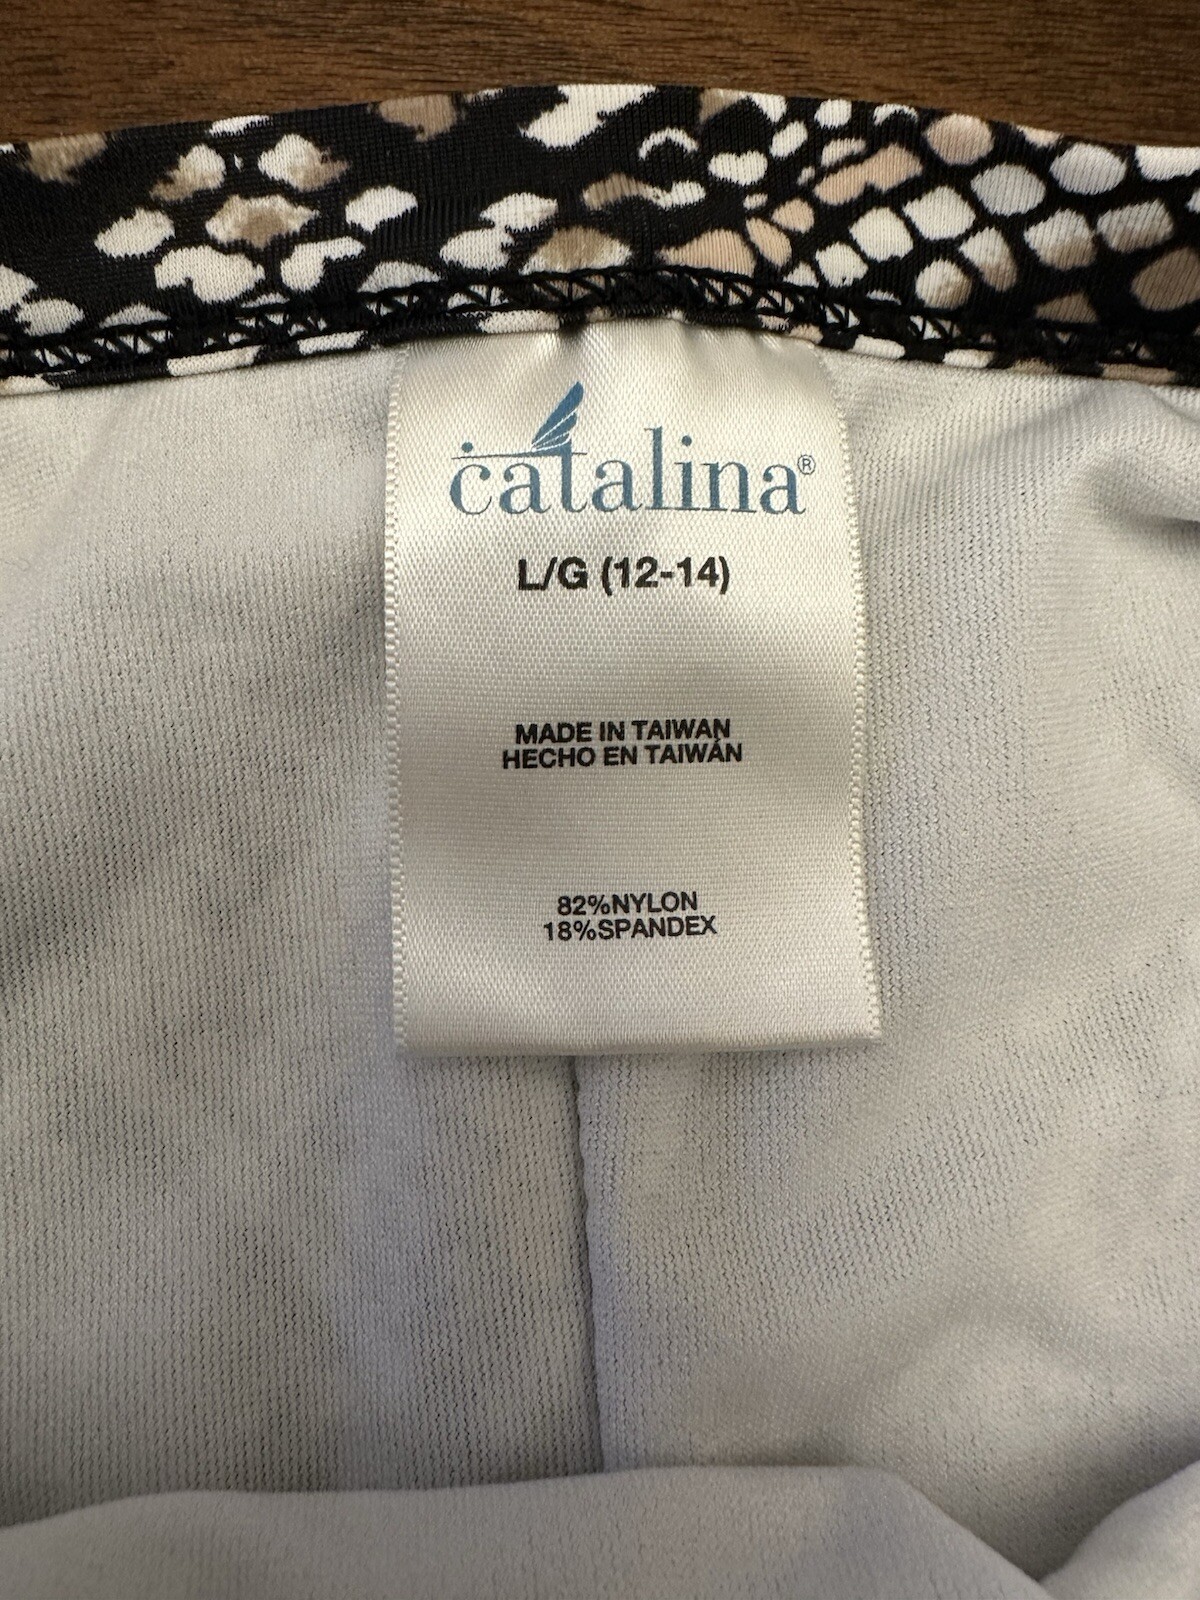 catalina®
L/G (12-14)
MADE IN TAIWAN
HECHO EN TAIWÁN
82%NYLON
18%SPANDEX